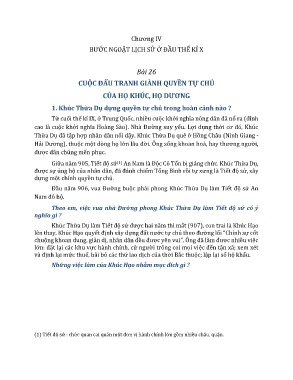 Chương IV
BƯỚC NGOẶT LỊCH SỬ Ở ĐẦU THẾ KỈ X
Bài 26
CUỘC ĐẤU TRANH GIÀNH QUYỀN TỰ CHỦ
CỦA HỌ KHÚC, HỌ DƯƠNG
1. Khúc Thừa Dụ dựng quyền tự chủ trong hoàn cảnh nào ?
Từ cuối thế kỉ IX, ở Trung Quốc, nhiều cuộc khởi nghĩa nông dân đã nổ ra (đỉnh
cao là cuộc khởi nghĩa Hoàng Sào). Nhà Đường suy yếu. Lợi dụng thời cơ đó, Khúc
Thừa Dụ đã tập hợp nhân dân nổi dậy. Khúc Thừa Dụ quê ở Hồng Châu (Ninh Giang -
Hải Dương), thuộc một dòng họ lớn lâu đời. Ông sống khoan hoà, hay thương người,
được dân chúng mến phục.
Giữa năm 905, Tiết độ sứ(1) An Nam là Độc Cô Tổn bị giáng chức. Khúc Thừa Dụ,
được sự ủng hộ của nhân dân, đã đánh chiếm Tống Bình rồi tự xưng là Tiết độ sứ, xây
dựng một chính quyền tự chủ.
Đầu năm 906, vua Đường buộc phải phong Khúc Thừa Dụ làm Tiết độ sứ An
Nam đô hộ.
Theo em, việc vua nhà Đường phong Khúc Thừa Dụ làm Tiết độ sứ có ý
nghĩa gì ?
Khúc Thừa Dụ làm Tiết độ sứ được hai năm thì mất (907), con trai là Khúc Hạo
lên thay. Khúc Hạo quyết định xây dựng đất nước tự chủ theo đường lối "Chính sự cốt
chuộng khoan dung, giản dị, nhân dân đều được yên vui". Ông đã làm được nhiều việc
lớn: đặt lại các khu vực hành chính, cử người trông coi mọi việc đến tận xã; xem xét
và định lại mức thuế, bãi bỏ các thứ lao dịch của thời Bắc thuộc; lập lại sổ hộ khẩu.
Những việc làm của Khúc Hạo nhằm mục đích gì ?
(1) Tiết độ sứ - chức quan cai quản một đơn vị hành chính lớn gồm nhiều châu, quận.